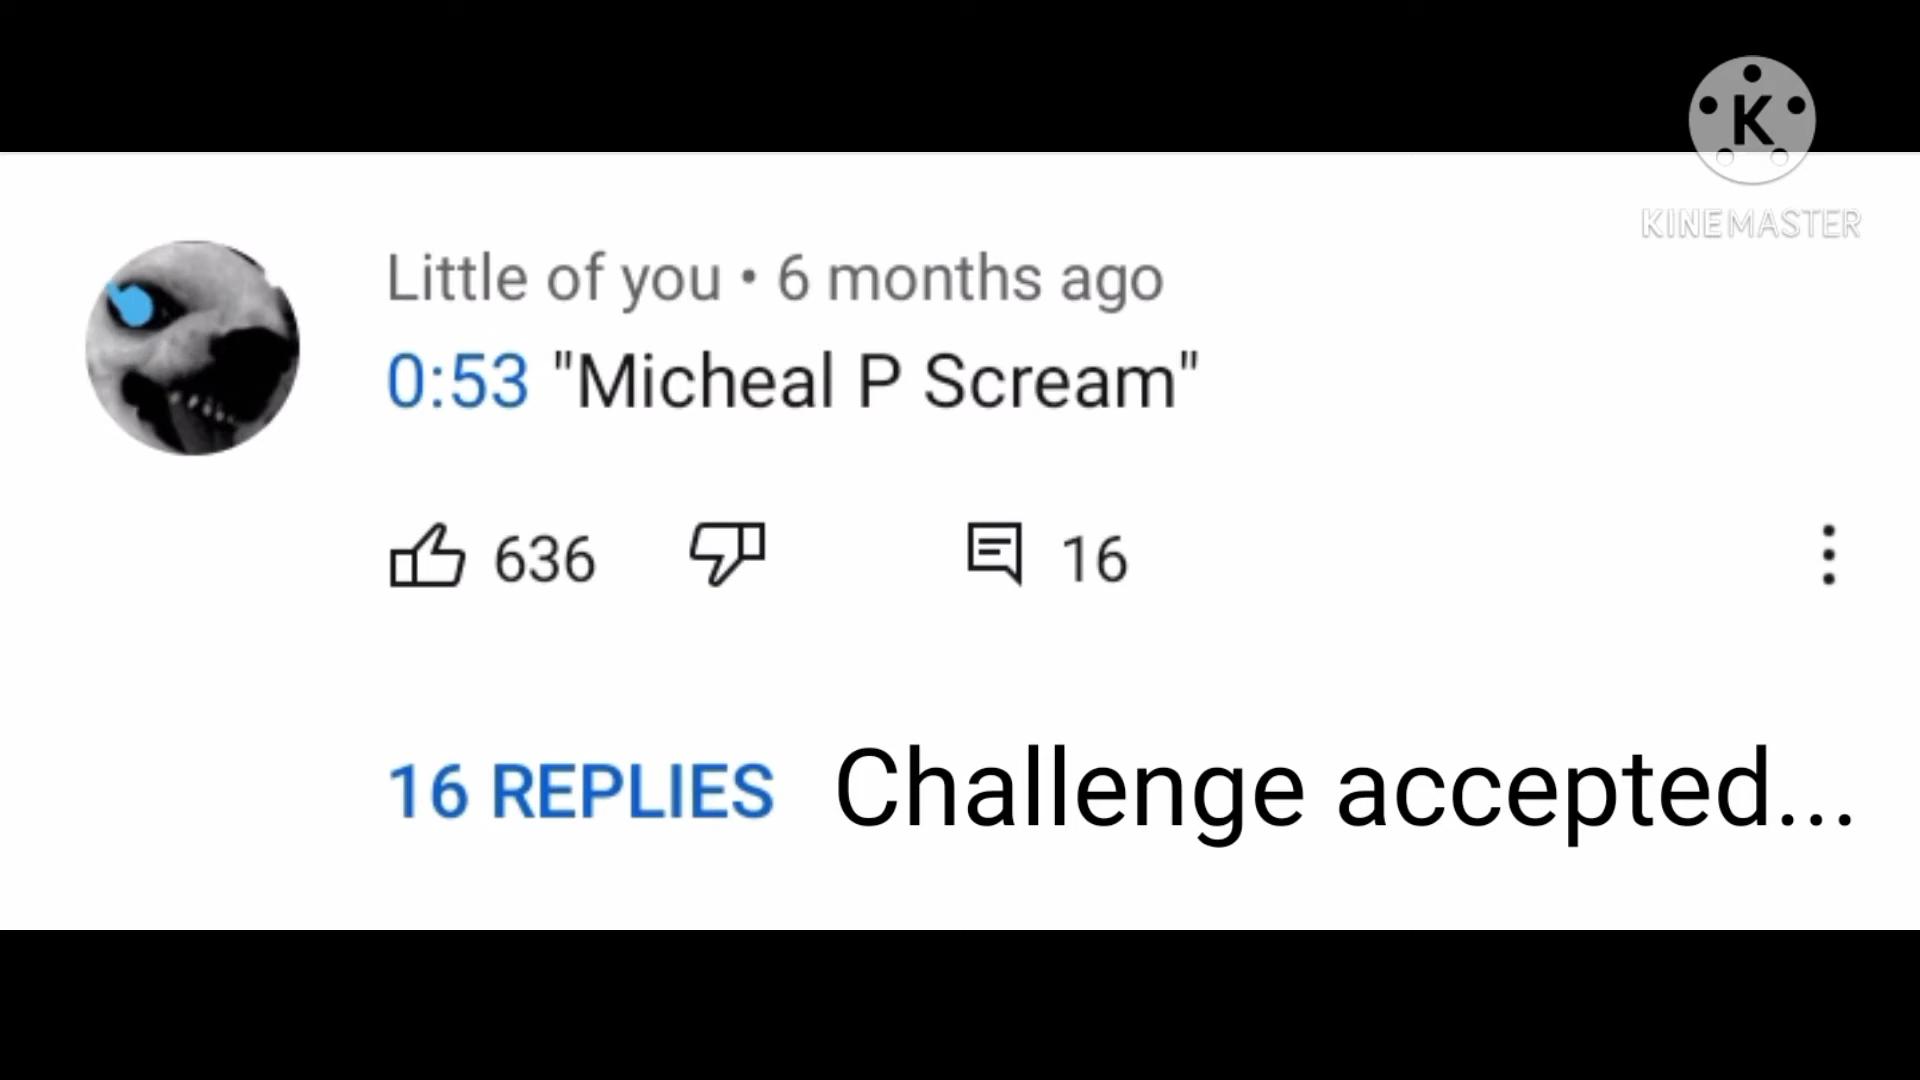 K
KINEMASTER
Little of you • 6 months ago
0:53 "Micheal P Scream"
636 16
16 REPLIES Challenge accepted...